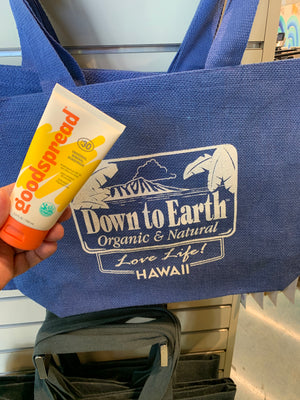 goodspread
30
Down to Earth
Organic & Natural
Love Life!
HAWAII